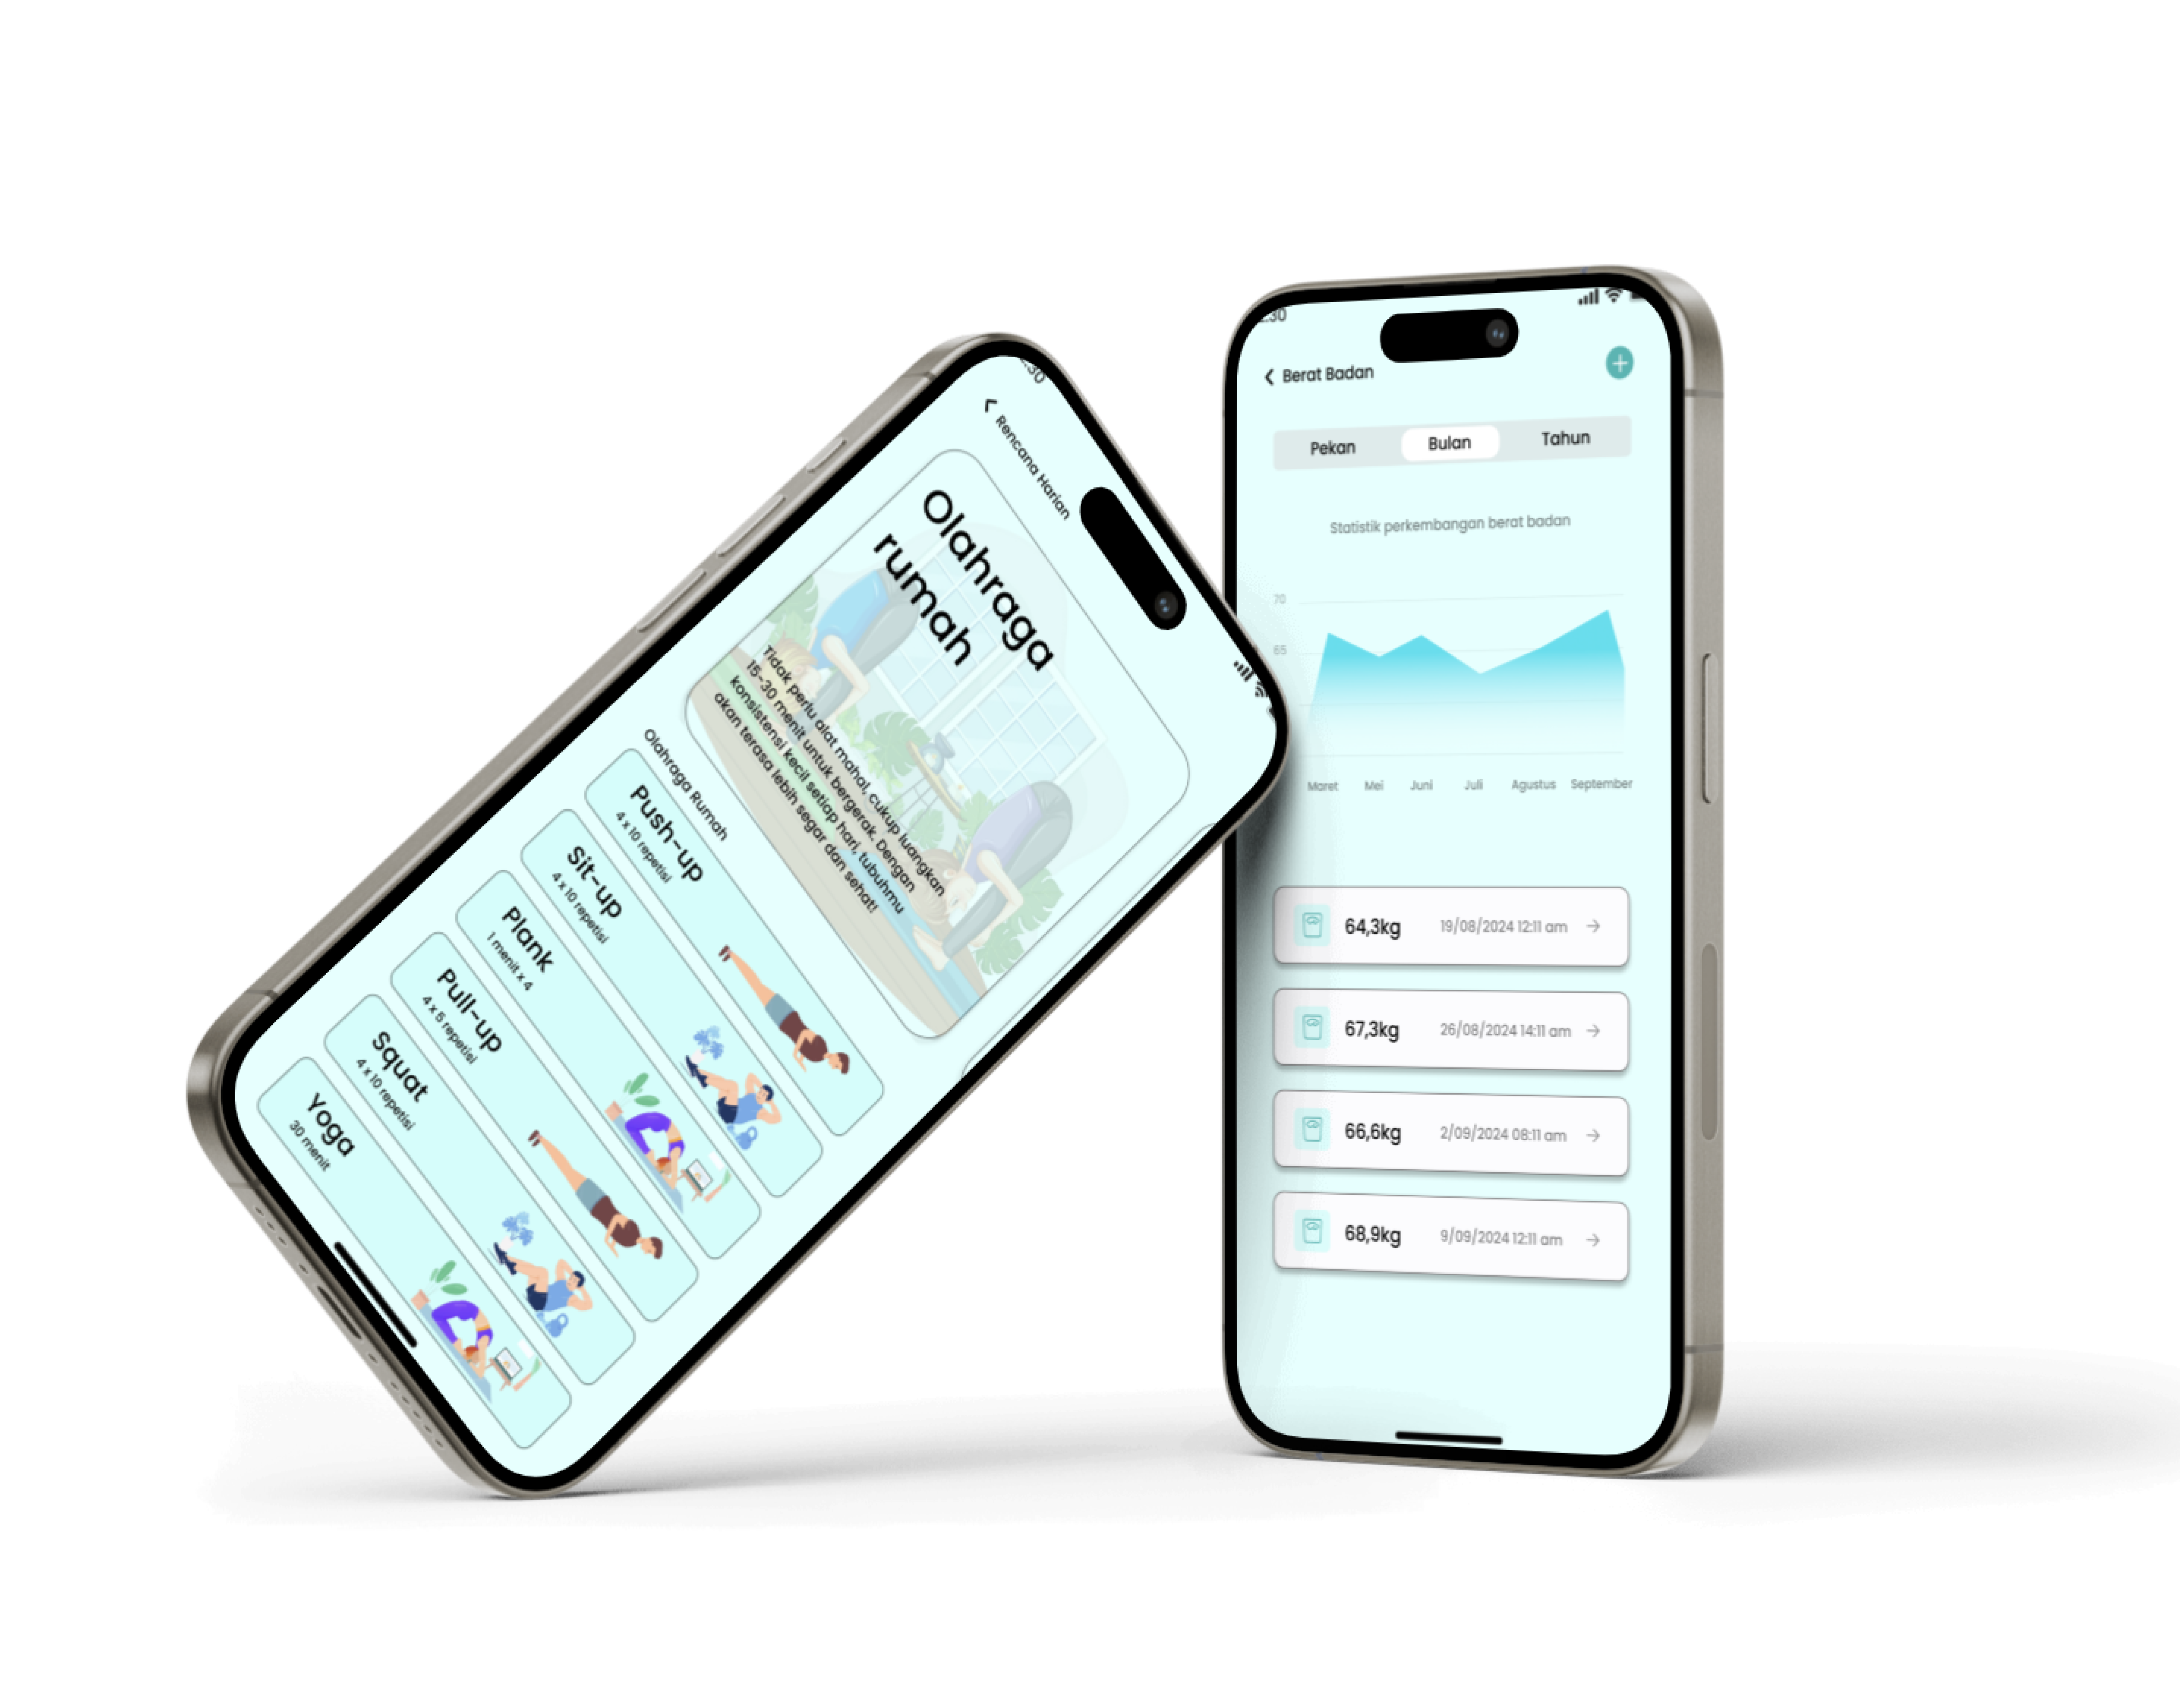 :30
Rencana Harian
Olahraga
rumah
Tidak perlu alat mahal, cukup luangkan
15-30 menit untuk bergerak. Dengan
konsistensi kecil setiap hari, tubuhmu
akan terasa lebih segar dan sehat!
Olahraga Rumah
Push-up
4 x 10 repetisi
Sit-up
4 x 10 repetisi
Plank
1 menit x 4
Pull-up
4 x 5 repetisi
Squat
4 x 10 repetisi
Yoga
30 menit
:30
Berat Badan
Pekan Bulan Tahun
Statistik perkembangan berat badan
70
65
Maret Mei Juni Juli Agustus September
64,3kg 19/08/2024 12:11 am
67,3kg 26/08/2024 14:11 am
66,6kg 2/09/2024 08:11 am
68,9kg 9/09/2024 12:11 am